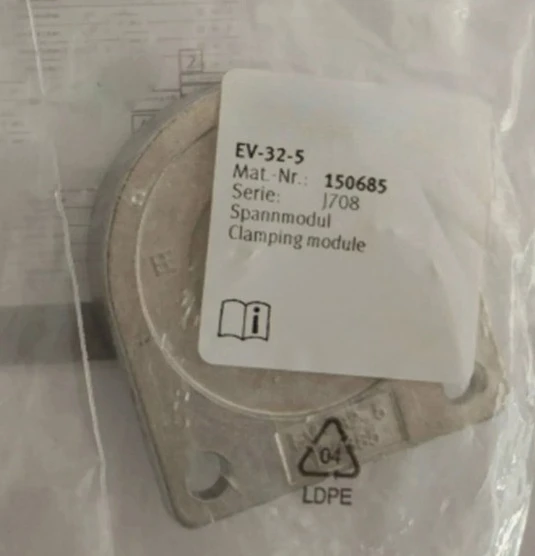 EV-32-5
Mat.-Nr.: 150685
Serie: J708
Spannmodul
Clamping module
i
04
LDPE